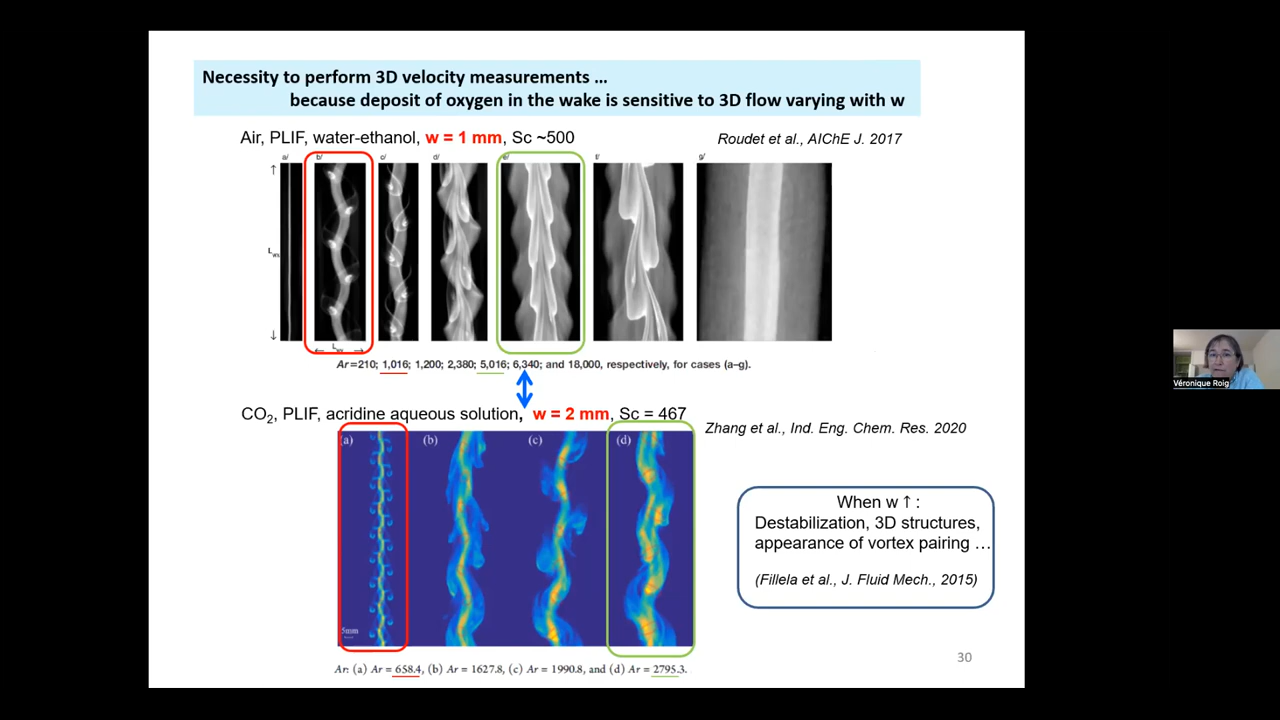 Necessity to perform 3D velocity measurements …
because deposit of oxygen in the wake is sensitive to 3D flow varying with w
Air, PLIF, water-ethanol, w = 1 mm, Sc ~500
Roudet et al., AIChE J. 2017
a/ b/ c/ d/ e/ f/ g/
Ar=210; 1,016; 1,200; 2,380; 5,016; 6,340; and 18,000, respectively, for cases (a–g).
CO2, PLIF, acridine aqueous solution, w = 2 mm, Sc = 467
Zhang et al., Ind. Eng. Chem. Res. 2020
(a) (b) (c) (d)
5mm
Ar: (a) Ar = 658.4, (b) Ar = 1627.8, (c) Ar = 1990.8, and (d) Ar = 2795.3.
When w ↑ :
Destabilization, 3D structures,
appearance of vortex pairing …
(Fillela et al., J. Fluid Mech., 2015)
30
Véronique Roig